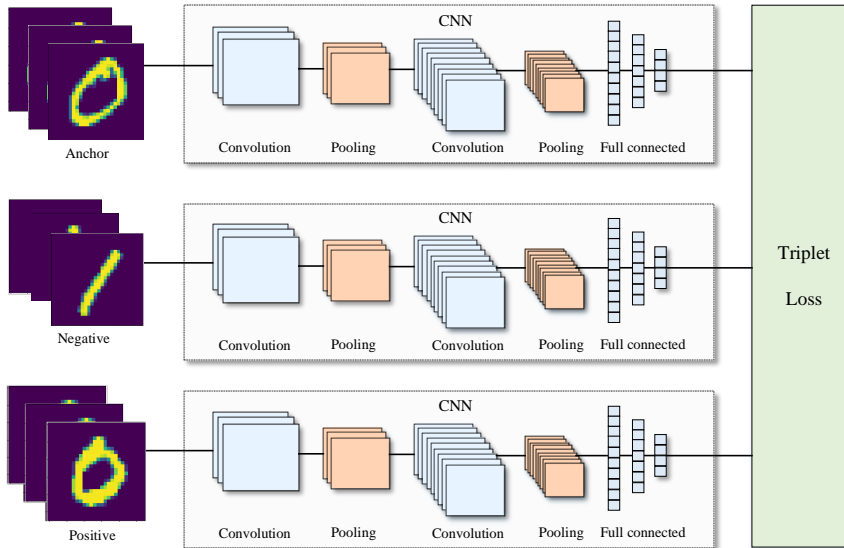 CNN
Convolution Pooling Convolution Pooling Full connected
Anchor
CNN
Convolution Pooling Convolution Pooling Full connected
Negative
CNN
Convolution Pooling Convolution Pooling Full connected
Positive
Triplet
Loss